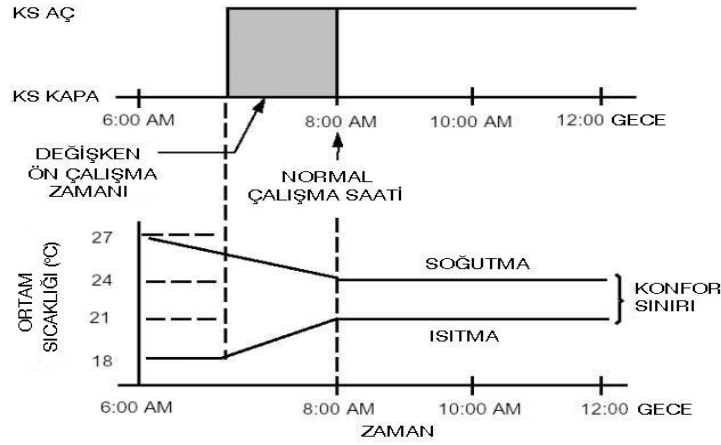 KS AÇ
KS KAPA
6:00 AM 8:00 AM 10:00 AM 12:00 GECE
DEĞİŞKEN
ÖN ÇALIŞMA
ZAMANI
NORMAL
ÇALIŞMA SAATİ
ORTAM
SICAKLIĞI (°C)
27
24
21
18
SOĞUTMA
ISITMA
KONFOR
SINIRI
6:00 AM 8:00 AM 10:00 AM 12:00 GECE
ZAMAN